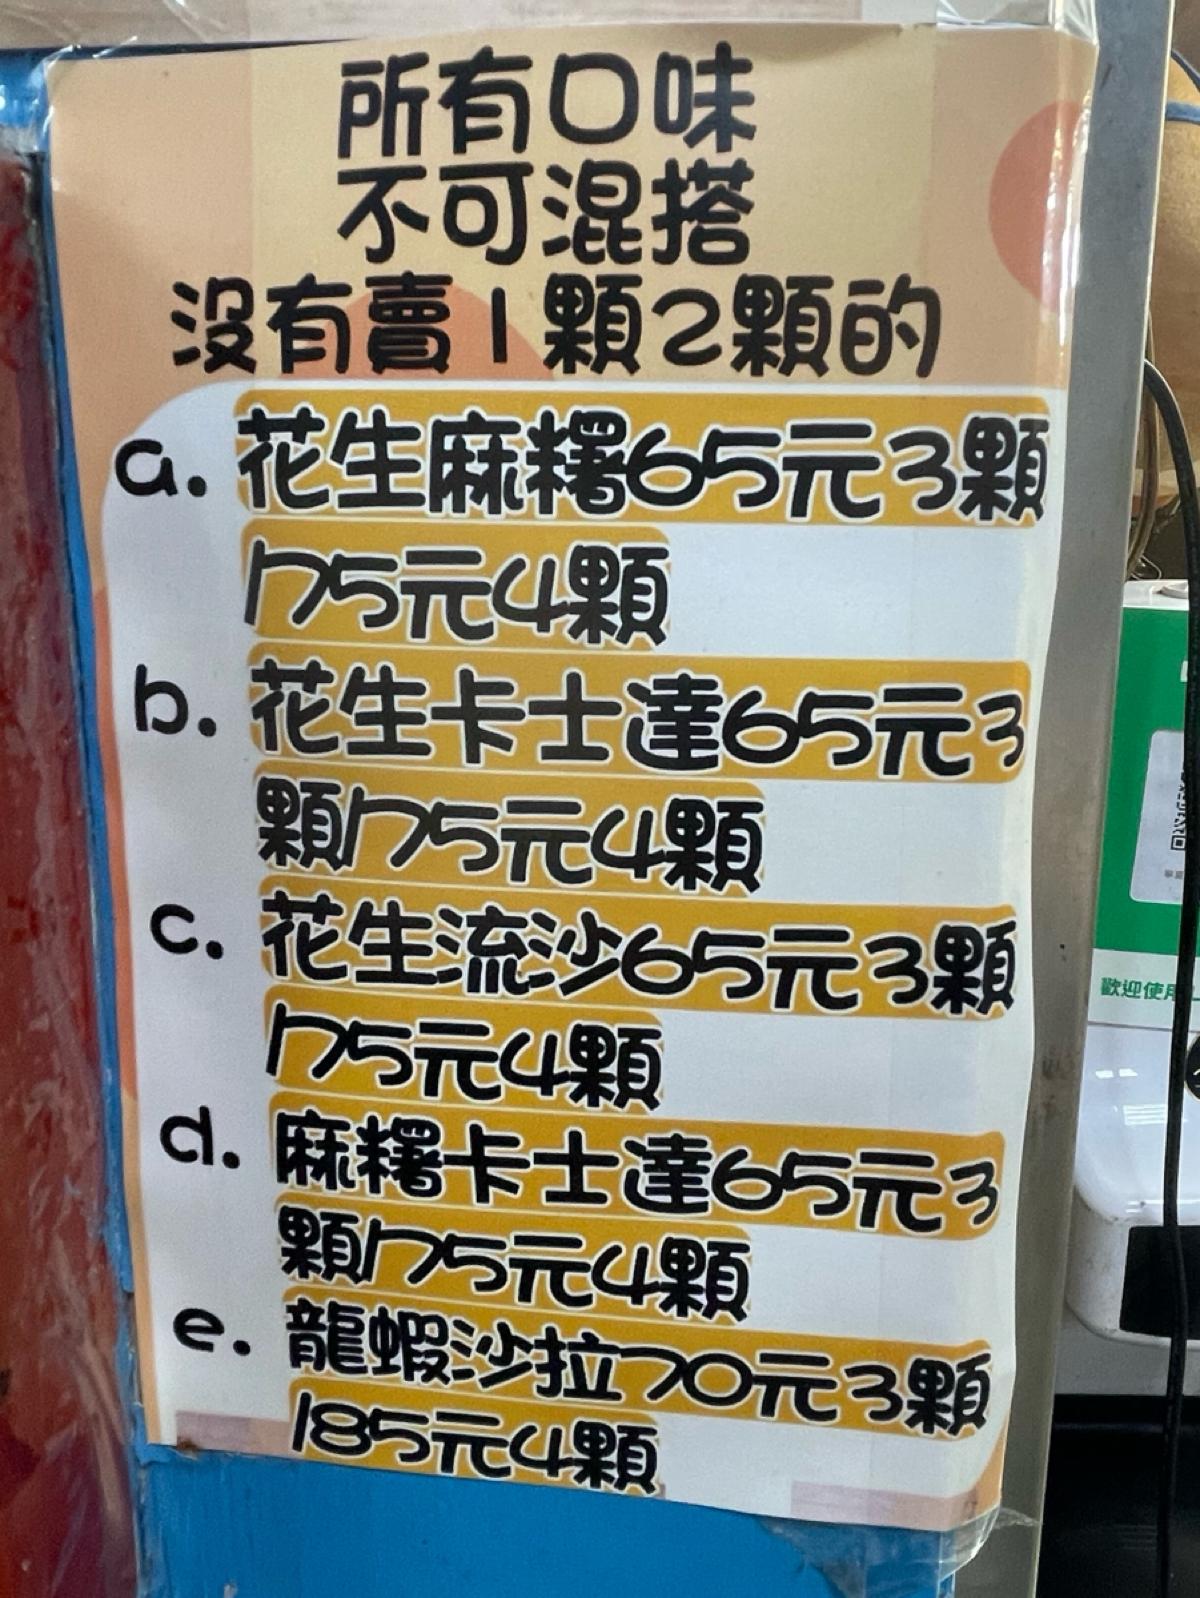 所有口味
不可混搭
沒有賣1顆2顆的
a. 花生麻糬65元3顆
/75元4顆
b. 花生卡士達65元3
顆/75元4顆
c. 花生流沙65元3顆
/75元4顆
d. 麻糬卡士達65元3
顆/75元4顆
e. 龍蝦沙拉70元3顆
/85元4顆
歡迎使用